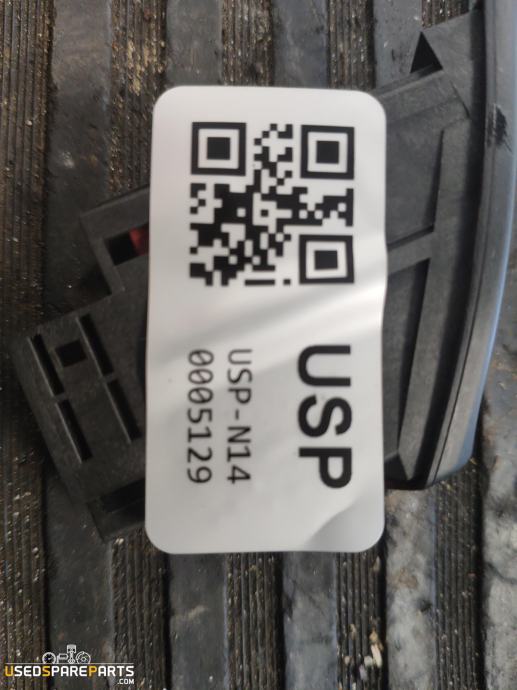 USP
USP-N14
0005129
USEDSPAREPARTS
.COM